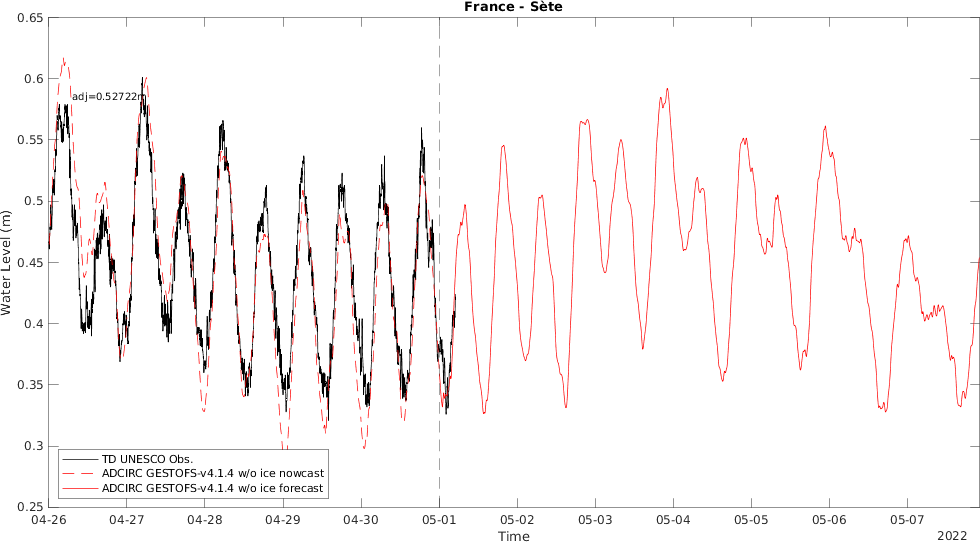 France - Sète
0.65
0.6
0.55
0.5
0.45
0.4
0.35
0.3
0.25
Water Level (m)
adj=0.52722m
TD UNESCO Obs.
ADCIRC GESTOFS-v4.1.4 w/o ice nowcast
ADCIRC GESTOFS-v4.1.4 w/o ice forecast
04-26 04-27 04-28 04-29 04-30 05-01 05-02 05-03 05-04 05-05 05-06 05-07
Time
2022